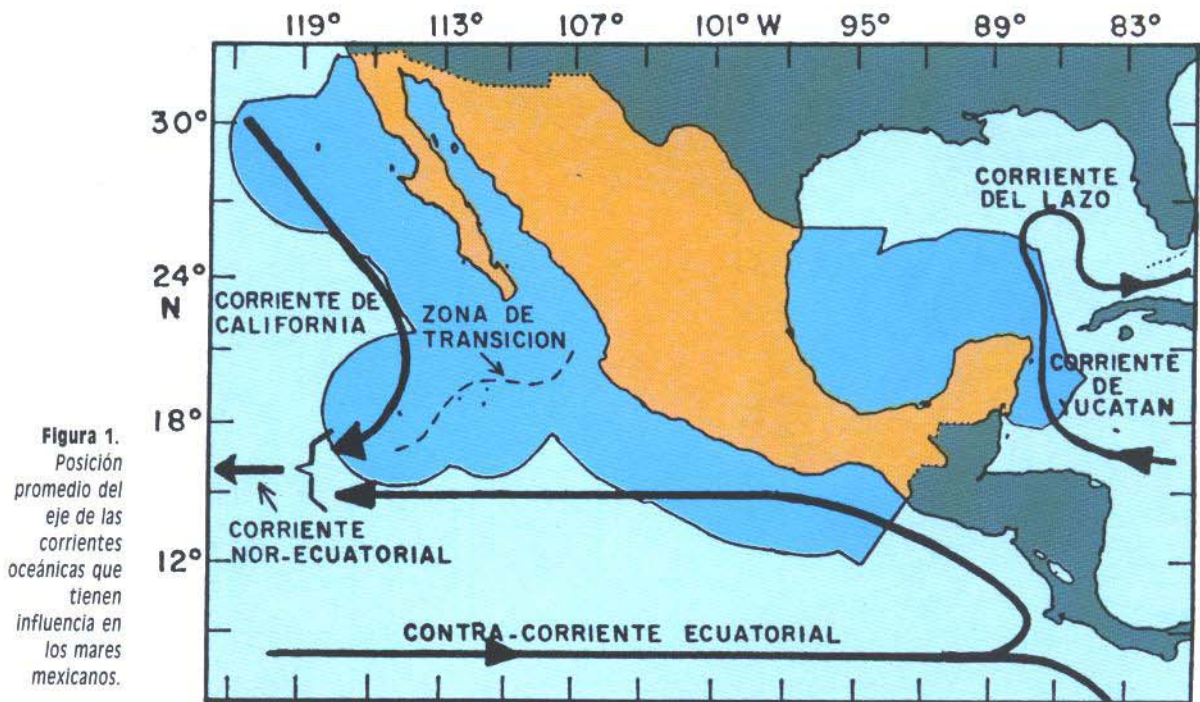 119° 113° 107° 101° W 95° 89° 83°
30°
24°
N
18°
12°
CORRIENTE
DEL LAZO
CORRIENTE DE
CALIFORNIA
ZONA DE
TRANSICION
CORRIENTE
DE
YUCATAN
CORRIENTE
NOR-ECUATORIAL
CONTRA-CORRIENTE ECUATORIAL
Figura 1.
Posición
promedio del
eje de las
corrientes
oceánicas que
tienen
influencia en
los mares
mexicanos.